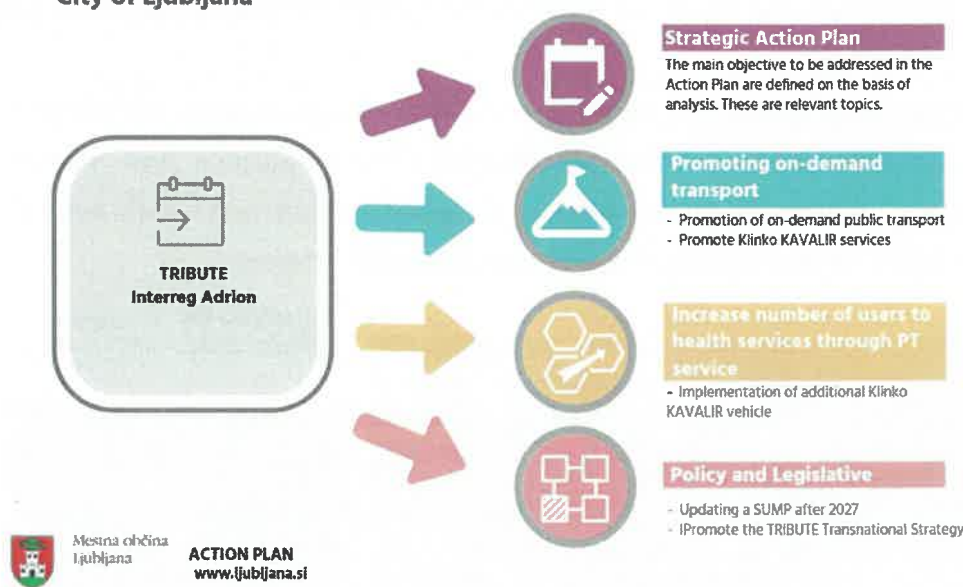 City of Ljubljana
TRIBUTE
Interreg Adrion
Strategic Action Plan
The main objective to be addressed in the
Action Plan are defined on the basis of
analysis. These are relevant topics.
Promoting on-demand
transport
- Promotion of on-demand public transport
- Promote Klinko KAVALIR services
Increase number of users to
health services through PT
service
- Implementation of additional Klinko
KAVALIR vehicle
Policy and Legislative
- Updating a SUMP after 2027
- IPromote the TRIBUTE Transnational Strategy
Mestna občina
Ljubljana
ACTION PLAN
www.ljubljana.si